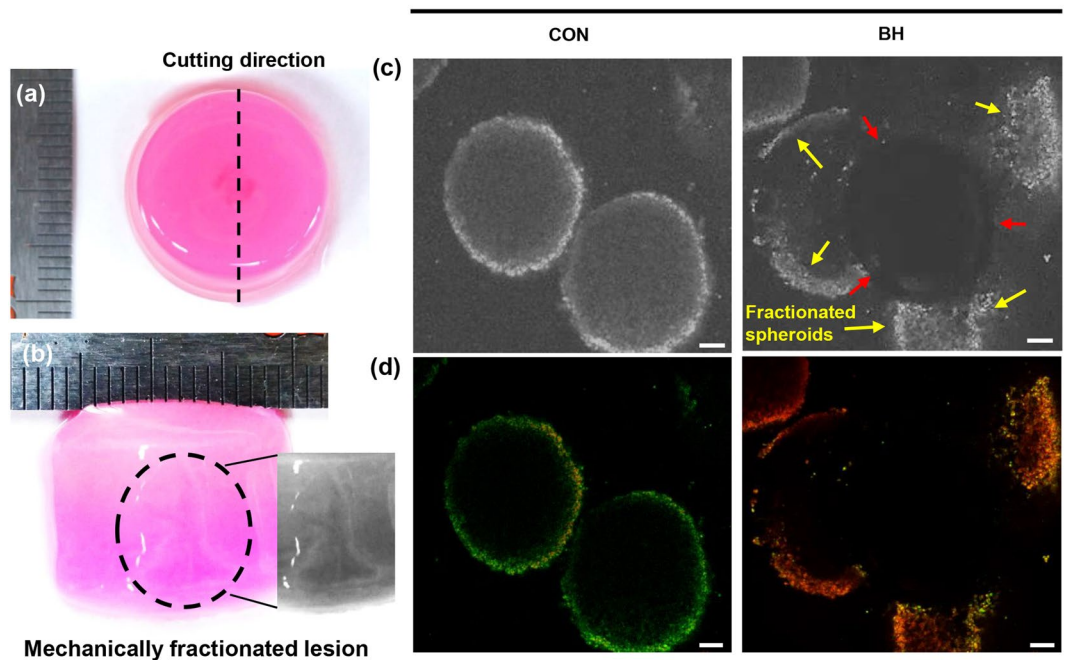 CON
BH
Cutting direction
(a)
(c)
Fractionated
spheroids
(b)
(d)
Mechanically fractionated lesion